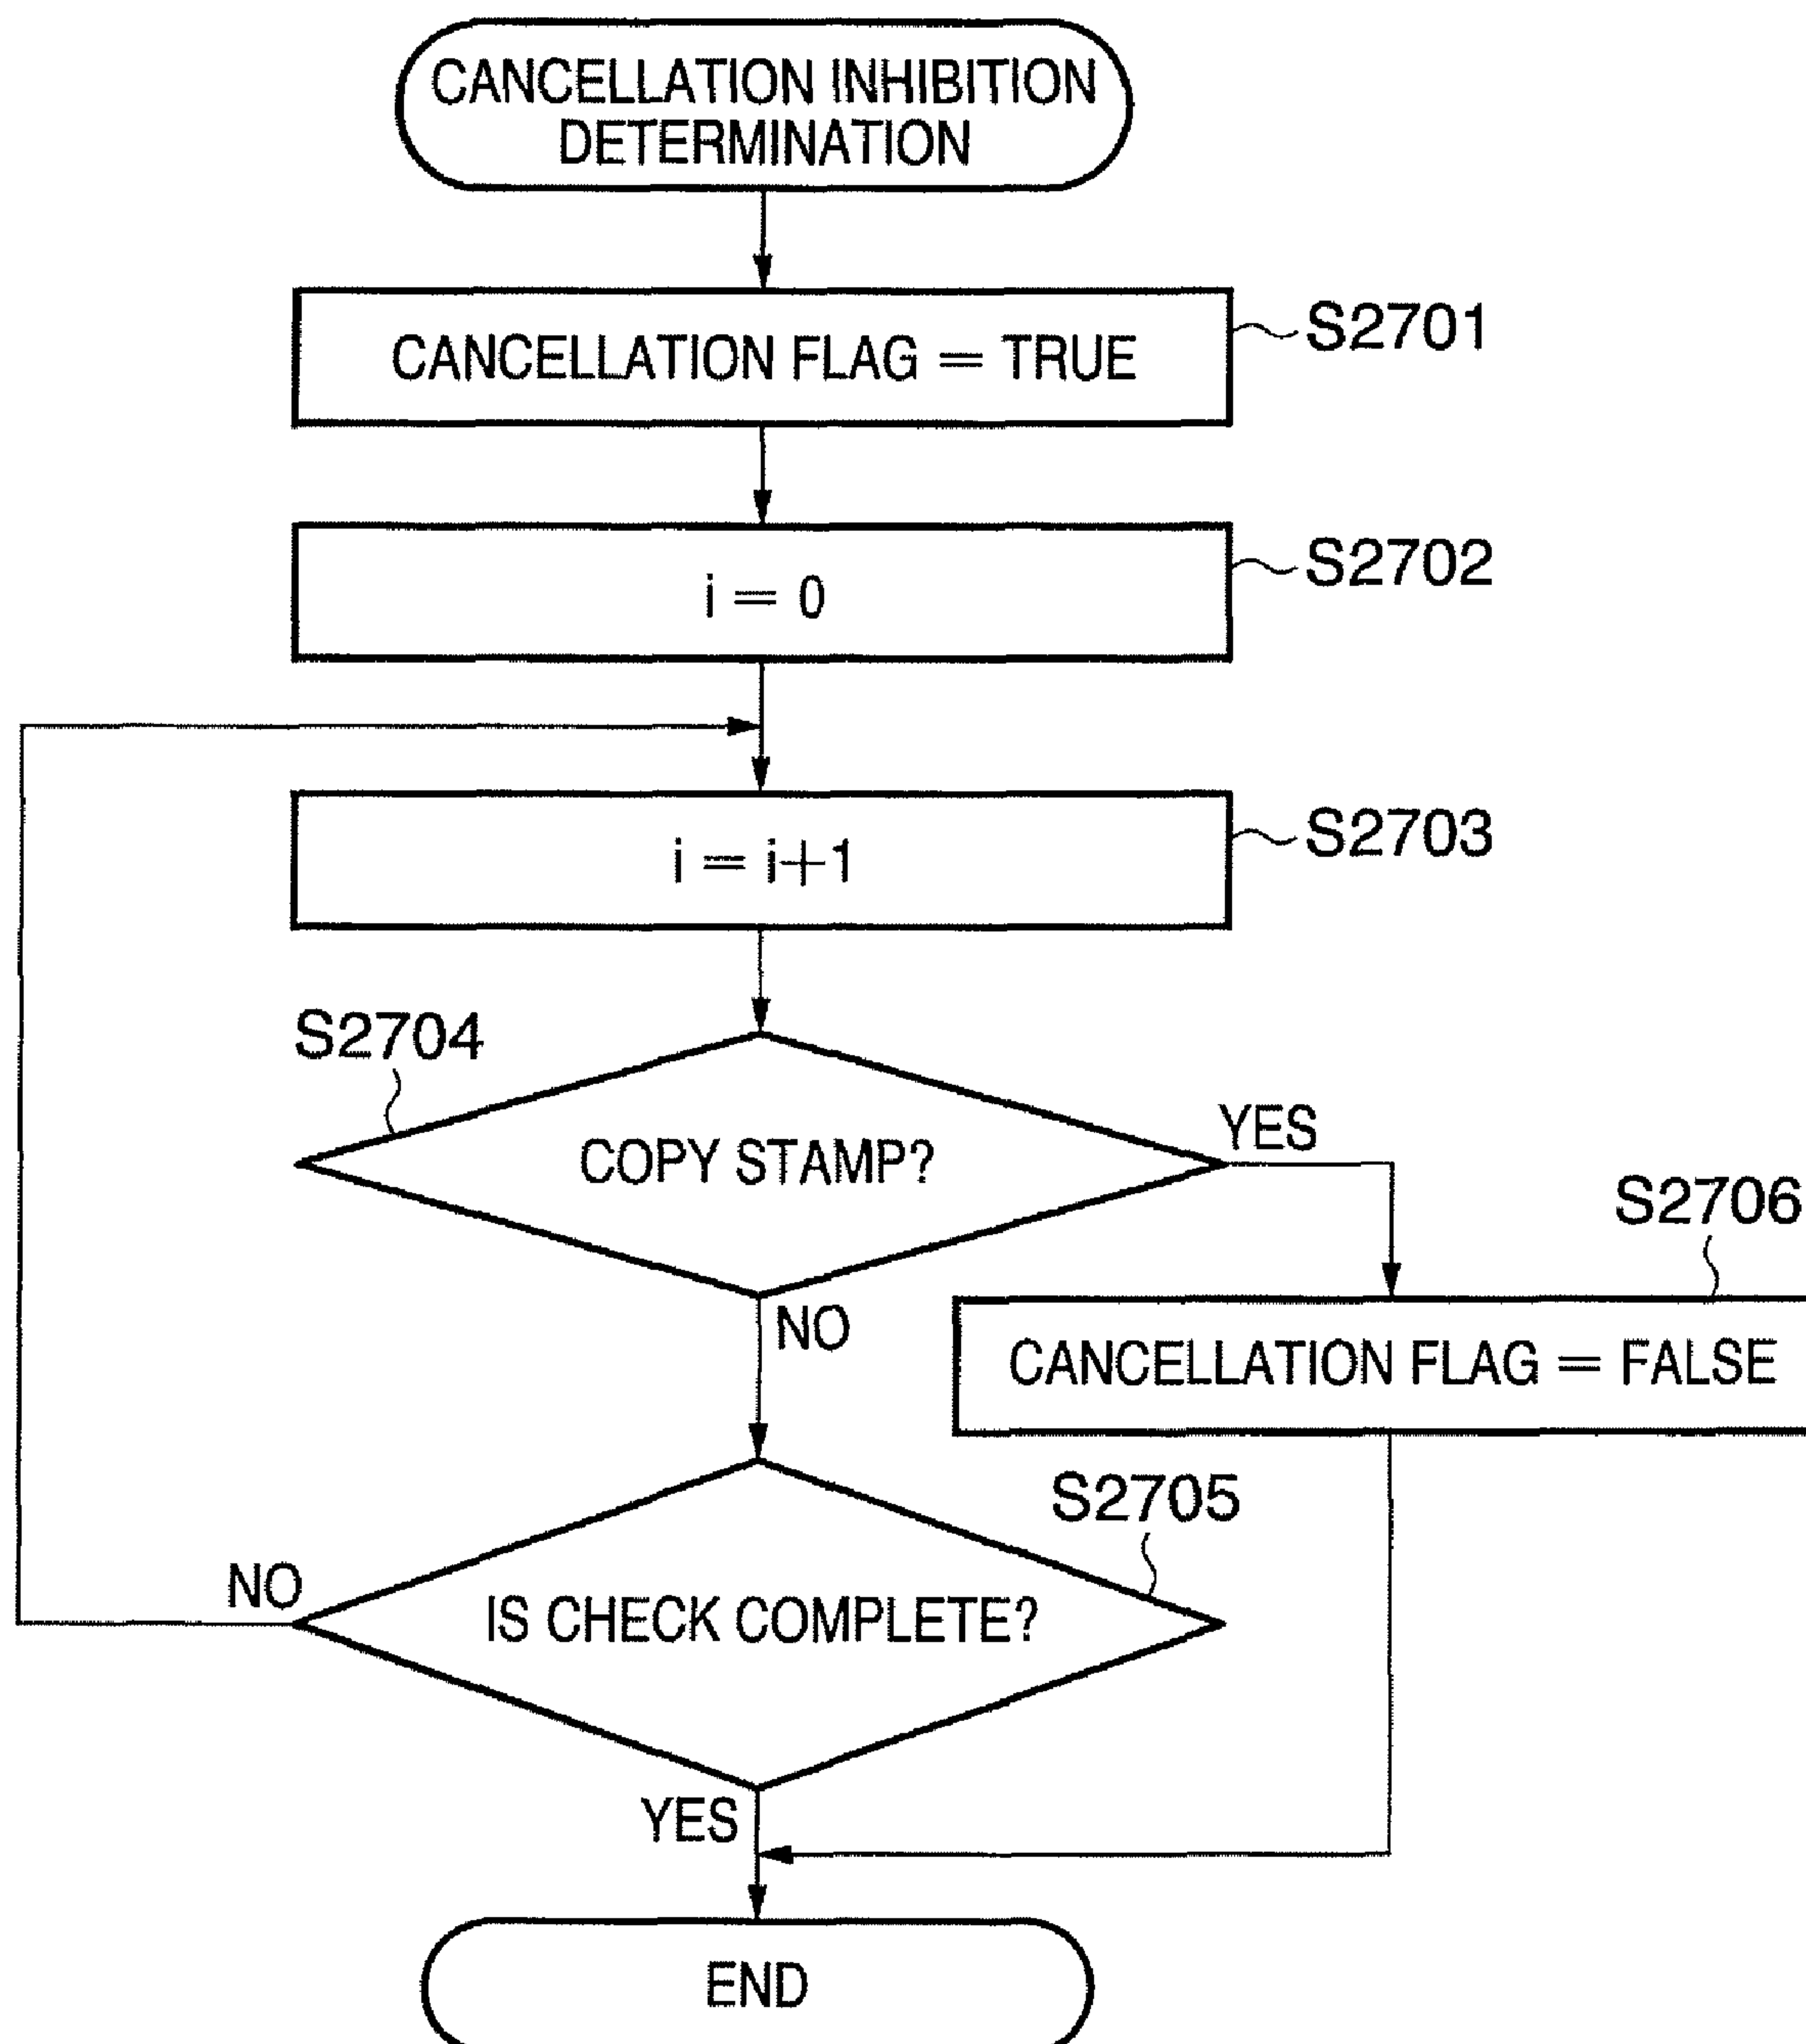 CANCELLATION INHIBITION
DETERMINATION
CANCELLATION FLAG = TRUE
S2701
i = 0
S2702
i = i+1
S2703
S2704
COPY STAMP?
YES
NO
S2706
CANCELLATION FLAG = FALSE
S2705
IS CHECK COMPLETE?
NO
YES
END